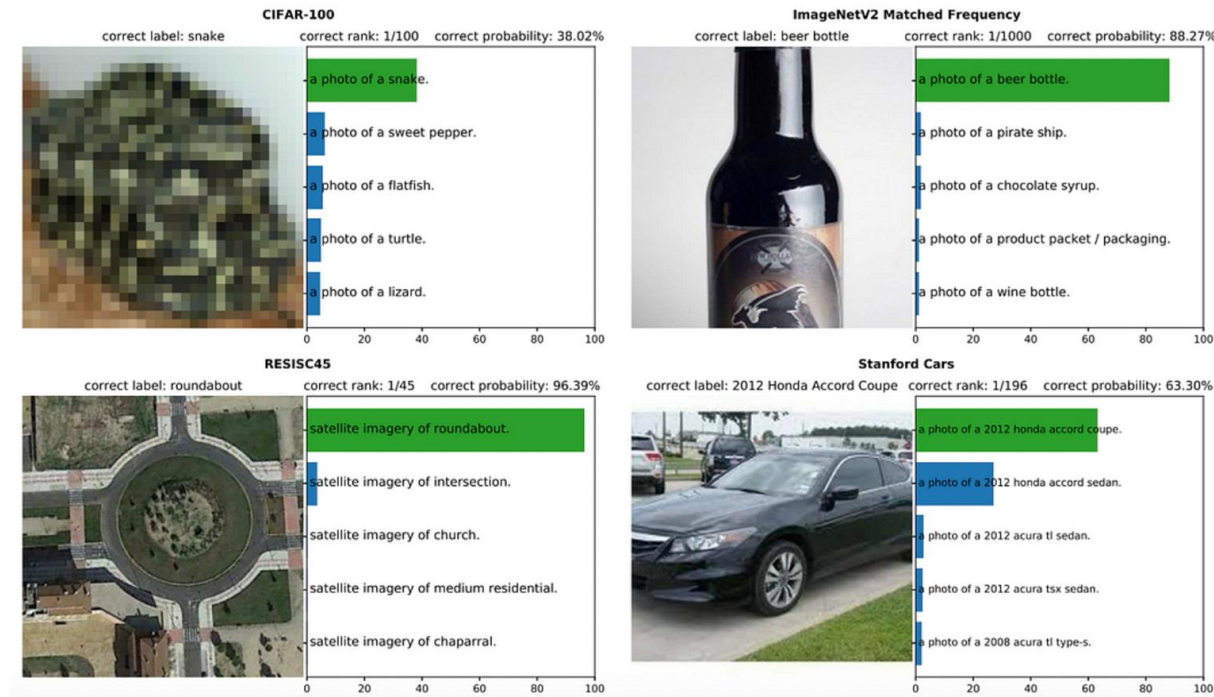 CIFAR-100
correct label: snake correct rank: 1/100 correct probability: 38.02%
a photo of a snake.
a photo of a sweet pepper.
a photo of a flatfish.
a photo of a turtle.
a photo of a lizard.
0 20 40 60 80 100
ImageNetV2 Matched Frequency
correct label: beer bottle correct rank: 1/1000 correct probability: 88.27%
a photo of a beer bottle.
a photo of a pirate ship.
a photo of a chocolate syrup.
a photo of a product packet / packaging.
a photo of a wine bottle.
0 20 40 60 80 100
RESISC45
correct label: roundabout correct rank: 1/45 correct probability: 96.39%
satellite imagery of roundabout.
satellite imagery of intersection.
satellite imagery of church.
satellite imagery of medium residential.
satellite imagery of chaparral.
0 20 40 60 80 100
Stanford Cars
correct label: 2012 Honda Accord Coupe correct rank: 1/196 correct probability: 63.30%
a photo of a 2012 honda accord coupe.
a photo of a 2012 honda accord sedan.
a photo of a 2012 acura tl sedan.
a photo of a 2012 acura tsx sedan.
a photo of a 2008 acura tl type-s.
0 20 40 60 80 100